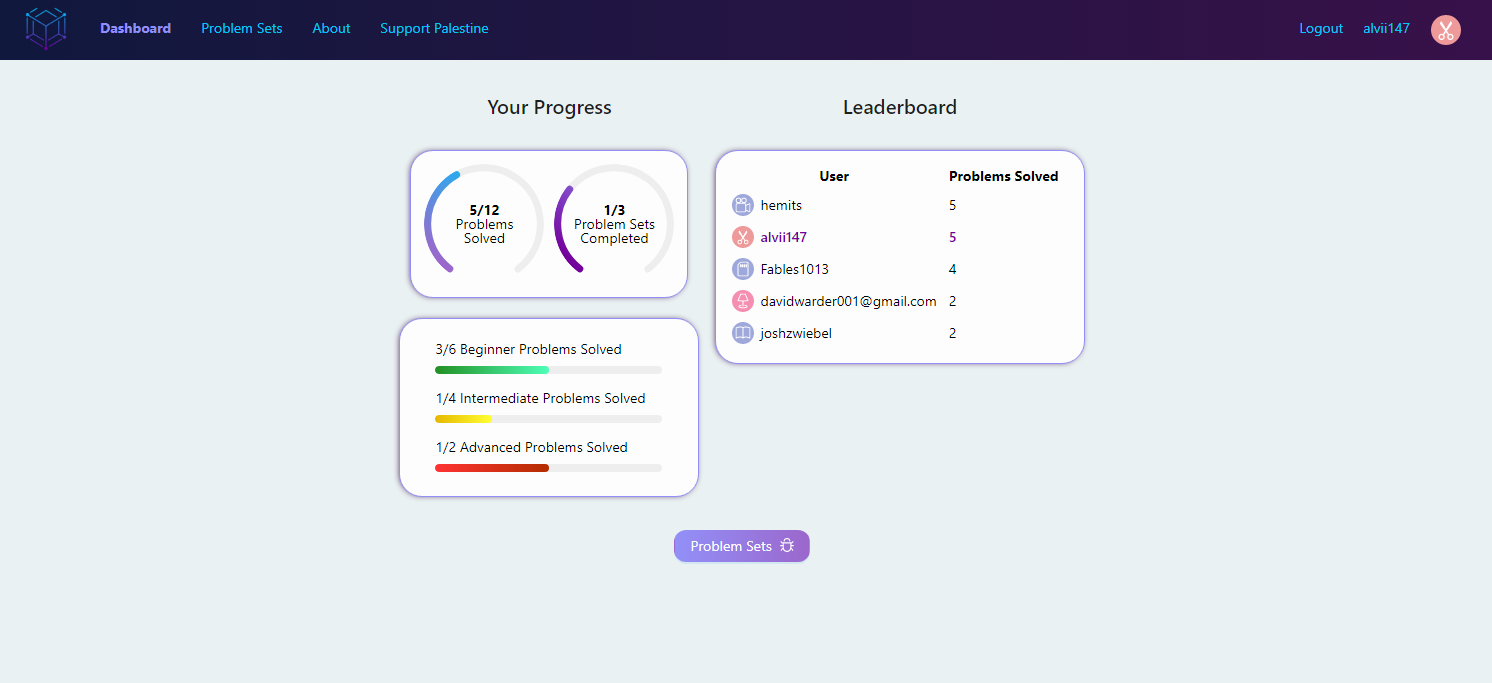 Dashboard Problem Sets About Support Palestine Logout alvii147
Your Progress
5/12
Problems
Solved
1/3
Problem Sets
Completed
3/6 Beginner Problems Solved
1/4 Intermediate Problems Solved
1/2 Advanced Problems Solved
Leaderboard
User Problems Solved
hemits 5
alvii147 5
Fables1013 4
davidwarder001@gmail.com 2
joshzwiebel 2
Problem Sets